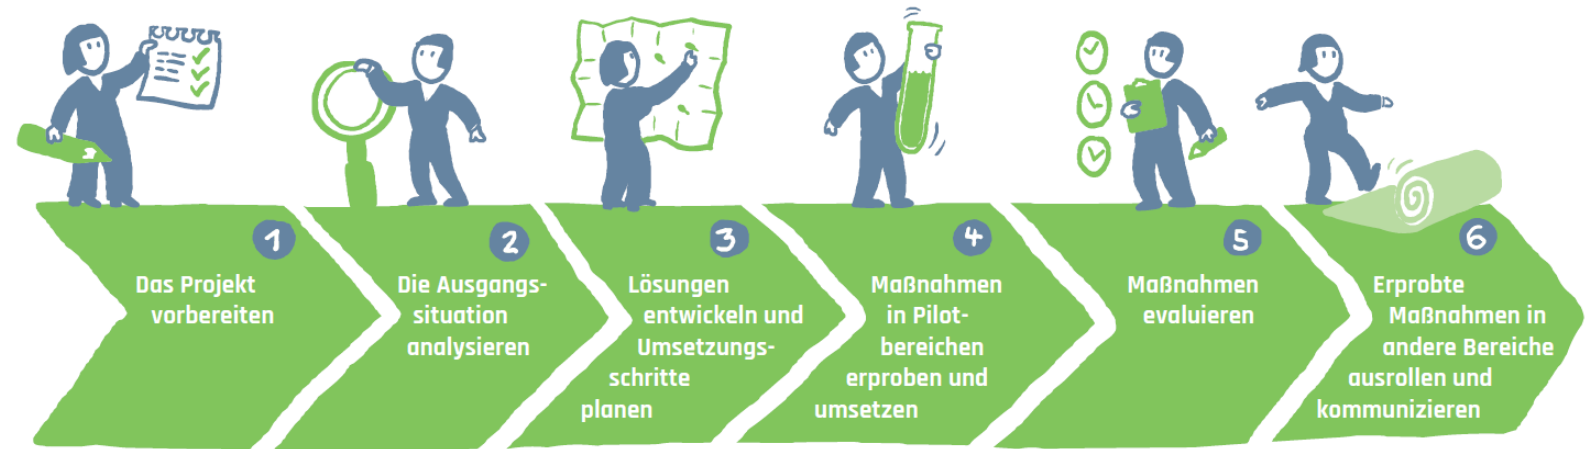 1
Das Projekt
vorbereiten
2
Die Ausgangs-
situation
analysieren
3
Lösungen
entwickeln und
Umsetzungs-
schritte
planen
4
Maßnahmen
in Pilot-
bereichen
erproben und
umsetzen
5
Maßnahmen
evaluieren
6
Erprobte
Maßnahmen in
andere Bereiche
ausrollen und
kommunizieren